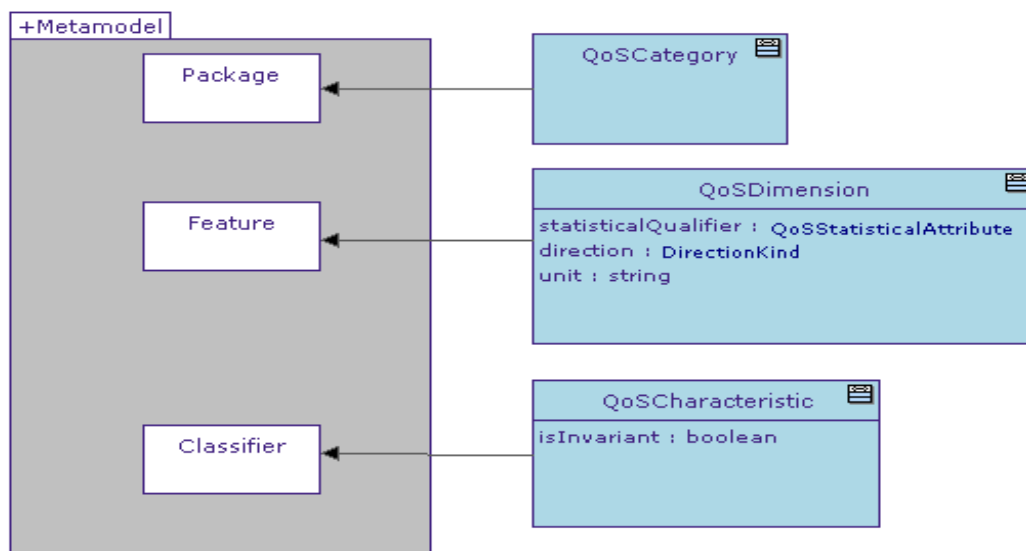 +Metamodel
Package
QoSCategory
Feature
QoSDimension
statisticalQualifier : QoSStatisticalAttribute
direction : DirectionKind
unit : string
Classifier
QoSCharacteristic
isInvariant : boolean